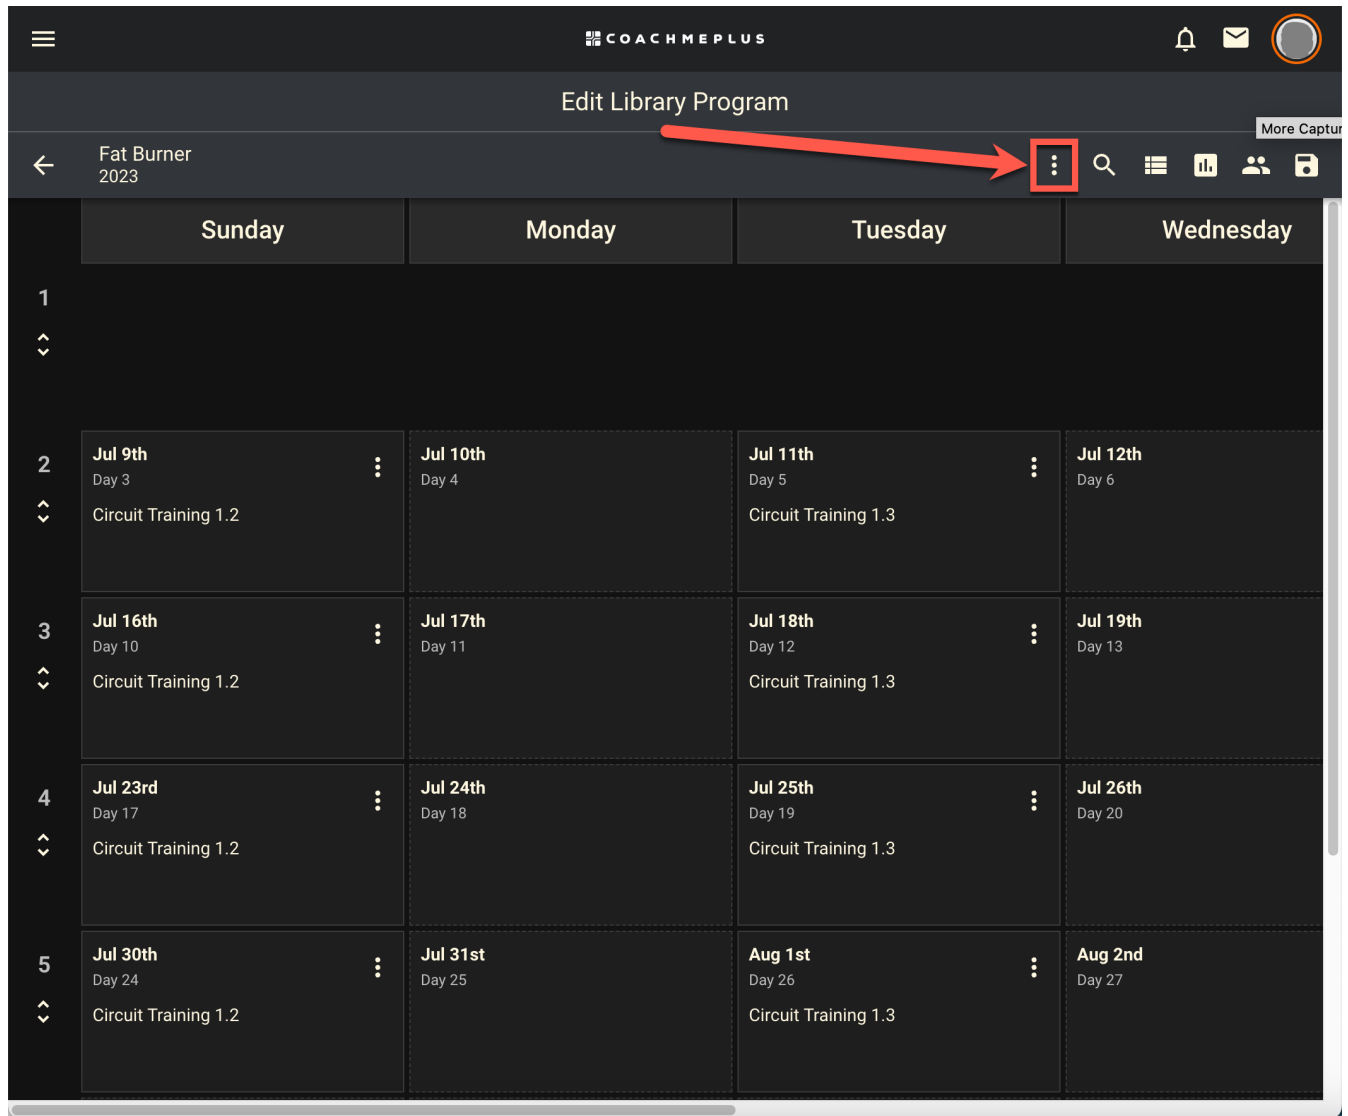 COACHMEPLUS
Edit Library Program
More Captur
Fat Burner
2023
Sunday Monday Tuesday Wednesday
1
2
Jul 9th Jul 10th Jul 11th Jul 12th
Day 3 Day 4 Day 5 Day 6
Circuit Training 1.2 Circuit Training 1.3
3
Jul 16th Jul 17th Jul 18th Jul 19th
Day 10 Day 11 Day 12 Day 13
Circuit Training 1.2 Circuit Training 1.3
4
Jul 23rd Jul 24th Jul 25th Jul 26th
Day 17 Day 18 Day 19 Day 20
Circuit Training 1.2 Circuit Training 1.3
5
Jul 30th Jul 31st Aug 1st Aug 2nd
Day 24 Day 25 Day 26 Day 27
Circuit Training 1.2 Circuit Training 1.3